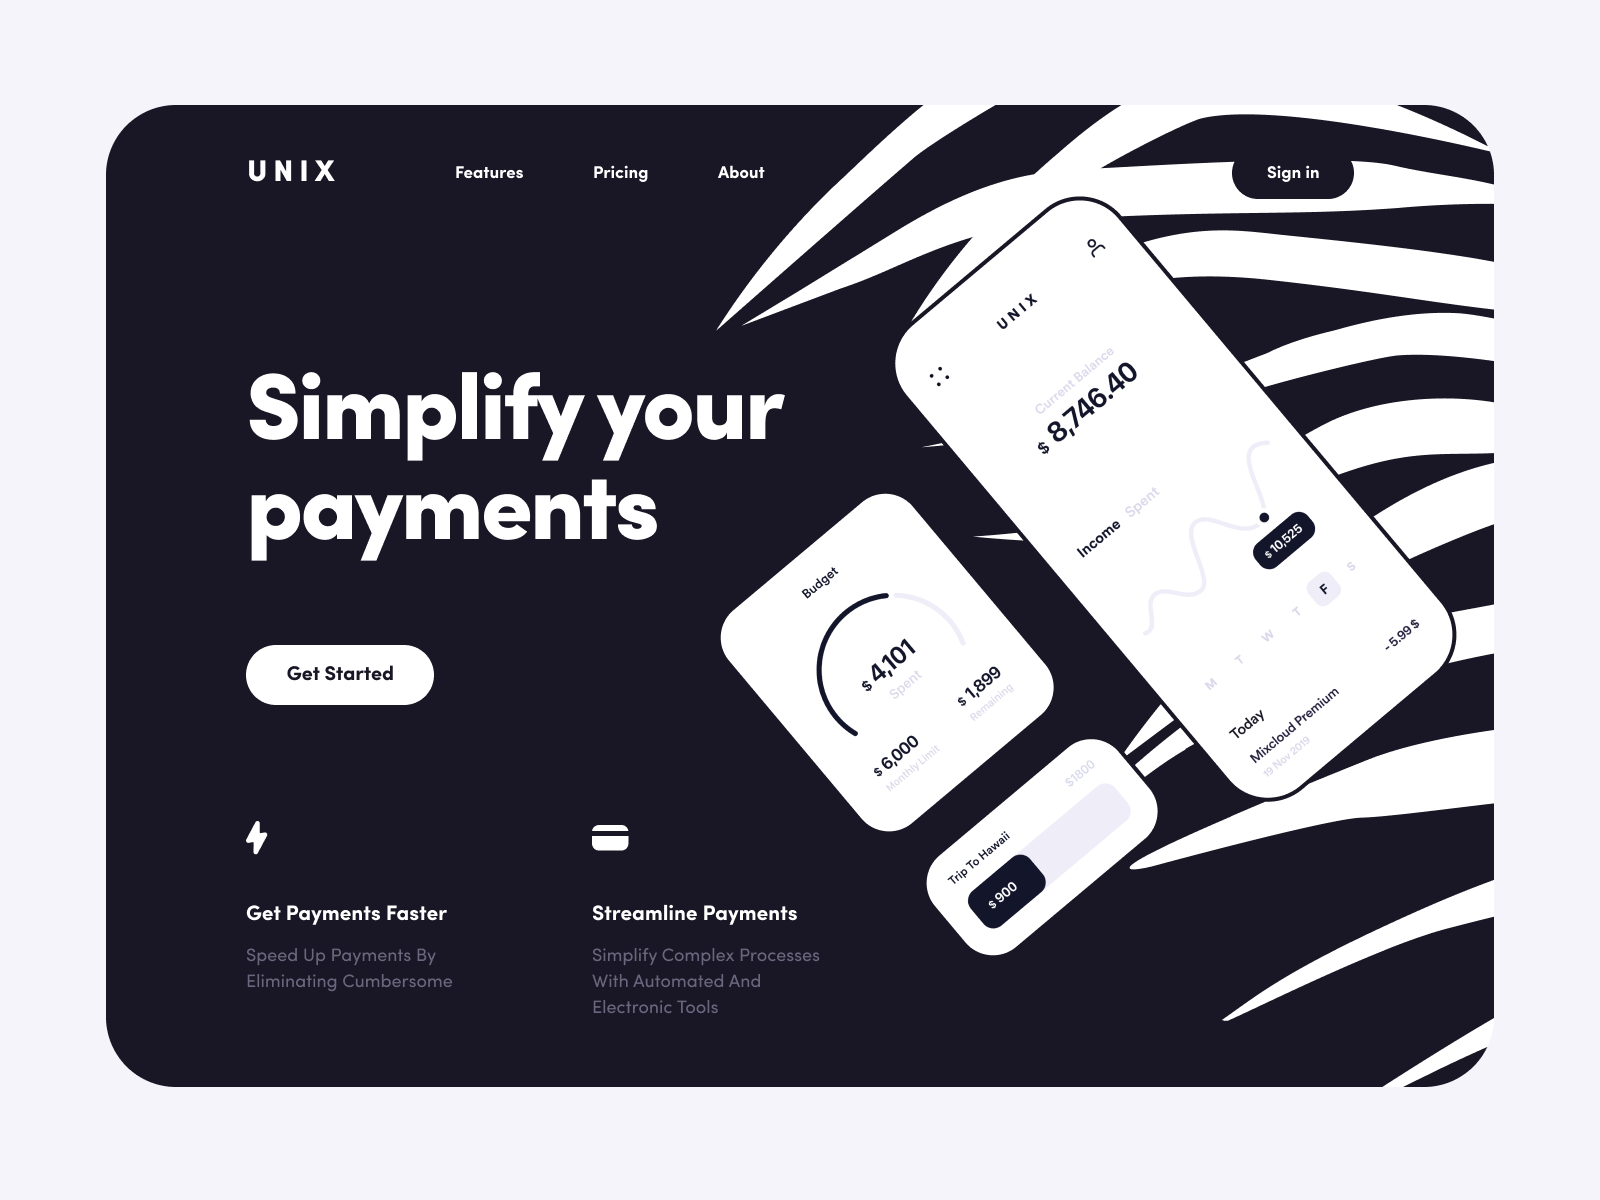 UNIX
Features
Pricing
About
Sign in
Simplify your
payments
Get Started
Get Payments Faster
Speed Up Payments By
Eliminating Cumbersome
Streamline Payments
Simplify Complex Processes
With Automated And
Electronic Tools
UNIX
Current Balance
$ 8,746.40
Income Spent
$ 10,525
M T W T F S
Today
Mixcloud Premium
-5.99 $
19 Nov 2019
Budget
$ 4,101
Spent
$ 6,000
Monthly Limit
$ 1,899
Remaining
Trip To Hawaii
$1800
$ 900